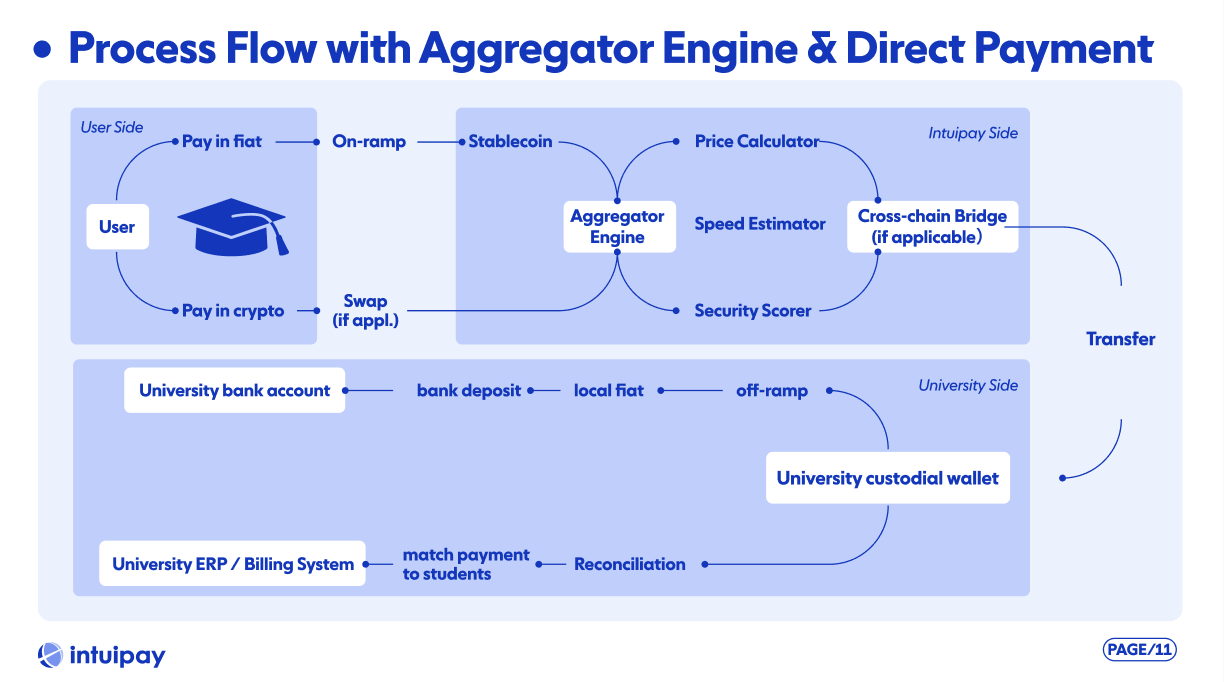 Process Flow with Aggregator Engine & Direct Payment
User Side
Pay in fiat
On-ramp
Stablecoin
Price Calculator
Intuipay Side
User
Aggregator
Engine
Speed Estimator
Cross-chain Bridge
(if applicable)
Pay in crypto
Swap
(if appl.)
Security Scorer
Transfer
University bank account
bank deposit
local fiat
off-ramp
University Side
University custodial wallet
University ERP / Billing System
match payment
to students
Reconciliation
intuipay
PAGE/11